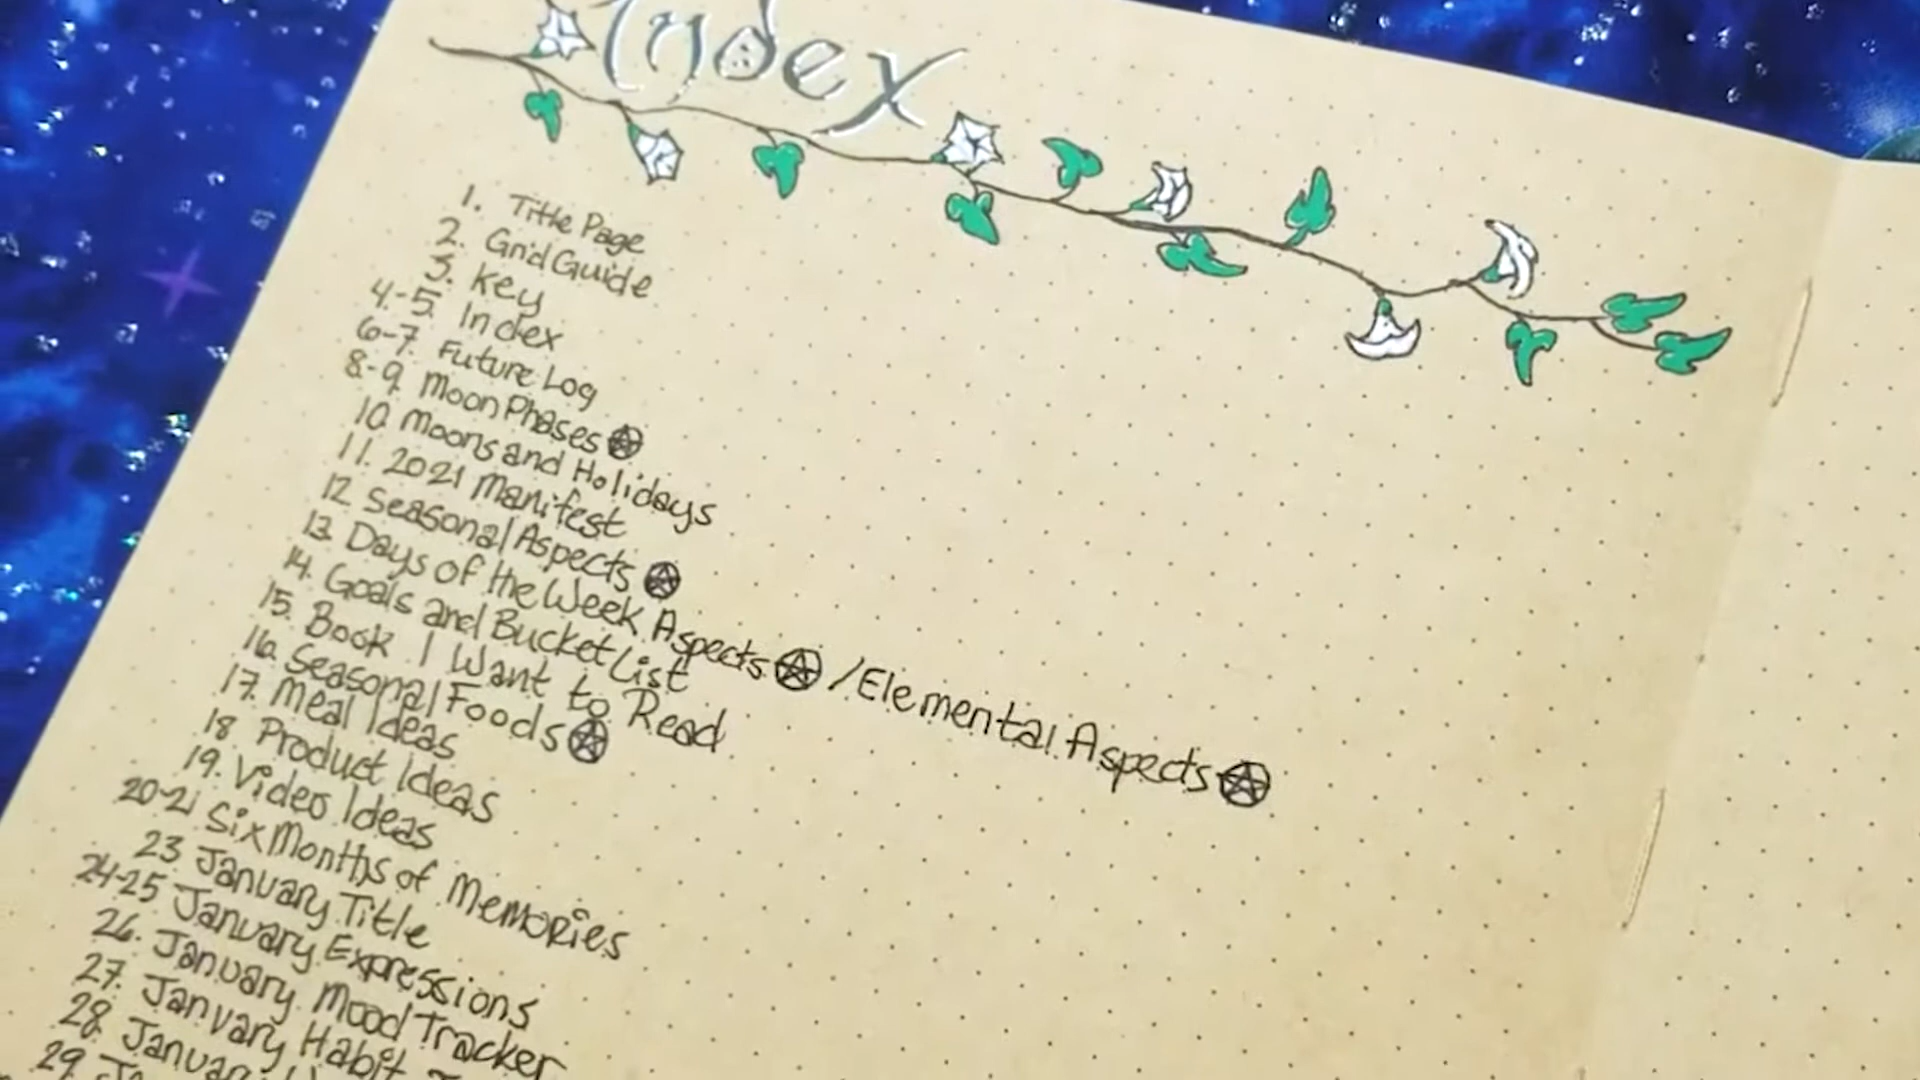 Index
1. Title Page
2. Grid Guide
3. Key
4-5. Index
6-7. Future Log
8-9. Moon Phases
10. Moons and Holidays
11. 2021 Manifest
12. Seasonal Aspects
13. Days of the Week Aspects / Elemental Aspects
14. Goals and Bucket List
15. Book I Want to Read
16. Seasonal Foods
17. Meal Ideas
18 Product Ideas
19. Video Ideas
20-21 Six Months of Memories
23 January Title
24-25 January Expressions
26. January Mood Tracker
27. January Habit
28. January
29.